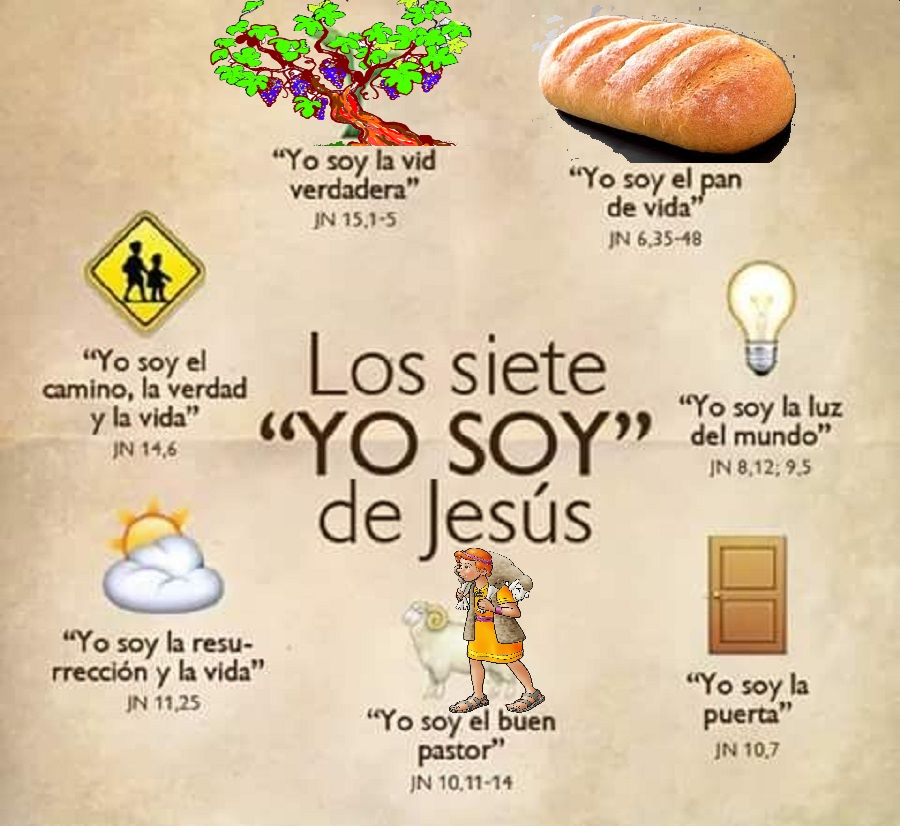 “Yo soy la vid
verdadera”
JN 15,1-5
“Yo soy el pan
de vida”
JN 6,35-48
“Yo soy el
camino, la verdad
y la vida”
JN 14,6
Los siete
“YO SOY”
de Jesús
“Yo soy la luz
del mundo”
JN 8,12; 9,5
“Yo soy la resu-
rrección y la vida”
JN 11,25
“Yo soy el buen
pastor”
JN 10,11-14
“Yo soy la
puerta”
JN 10,7